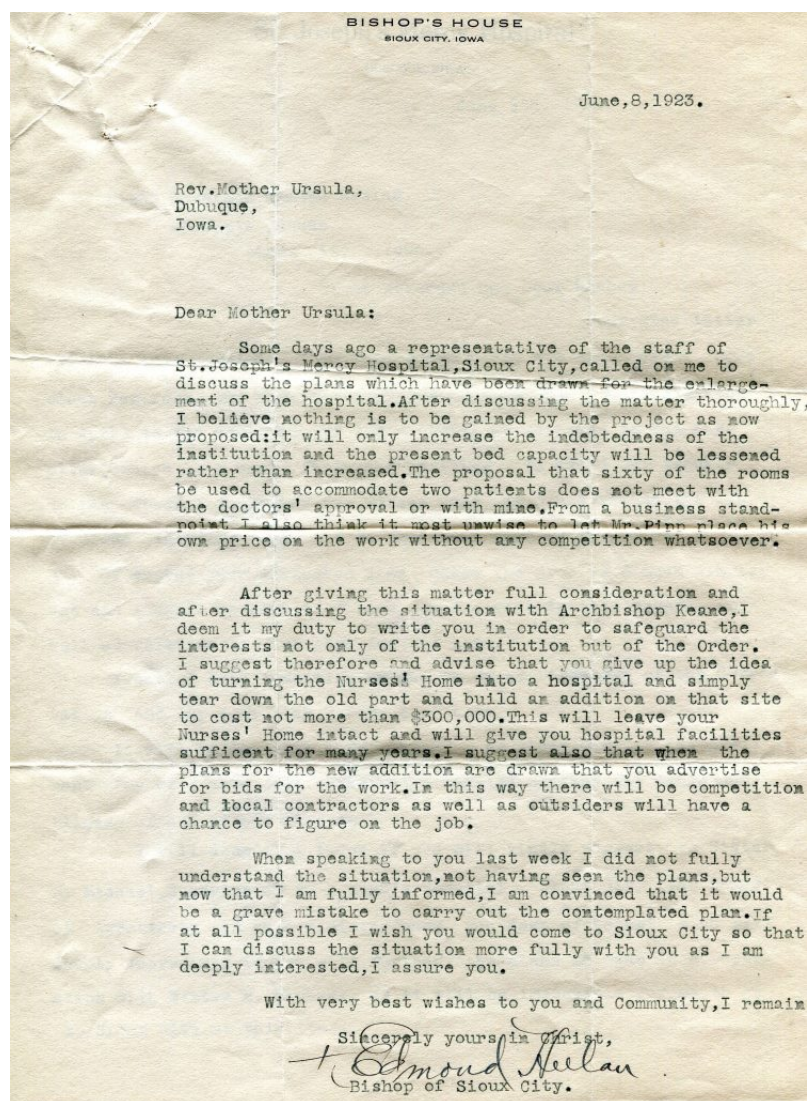 BISHOP'S HOUSE
SIOUX CITY, IOWA
June,8,1923.
Rev.Mother Ursula,
Dubuque,
Iowa.
Dear Mother Ursula:
Some days ago a representative of the staff of
St.Joseph's Mercy Hospital,Sioux City,called on me to
discuss the plans which have been drawn for the enlarge-
ment of the hospital.After discussing the matter thoroughly,
I believe nothing is to be gained by the project as now
proposed:it will only increase the indebtedness of the
institution and the present bed capacity will be lessened
rather than increased.The proposal that sixty of the rooms
be used to accommodate two patients does not meet with
the doctors' approval or with mine.From a business stand-
point I also think it most unwise to let Mr.Pipp place his
own price on the work without any competition whatsoever.
After giving this matter full consideration and
after discussing the situation with Archbishop Keane,I
deem it my duty to write you in order to safeguard the
interests not only of the institution but of the Order.
I suggest therefore and advise that you give up the idea
of turning the Nurses' Home into a hospital and simply
tear down the old part and build an addition on that site
to cost not more than $300,000.This will leave your
Nurses' Home intact and will give you hospital facilities
sufficent for many years.I suggest also that when the
plans for the new addition are drawn that you advertise
for bids for the work.In this way there will be competition
and local contractors as well as outsiders will have a
chance to figure on the job.
When speaking to you last week I did not fully
understand the situation,not having seen the plans,but
now that I am fully informed,I am convinced that it would
be a grave mistake to carry out the contemplated plan.If
at all possible I wish you would come to Sioux City so that
I can discuss the situation more fully with you as I am
deeply interested,I assure you.
With very best wishes to you and Community,I remain
Sincerely yours in Christ,
+ Edmond Heelan
Bishop of Sioux City.